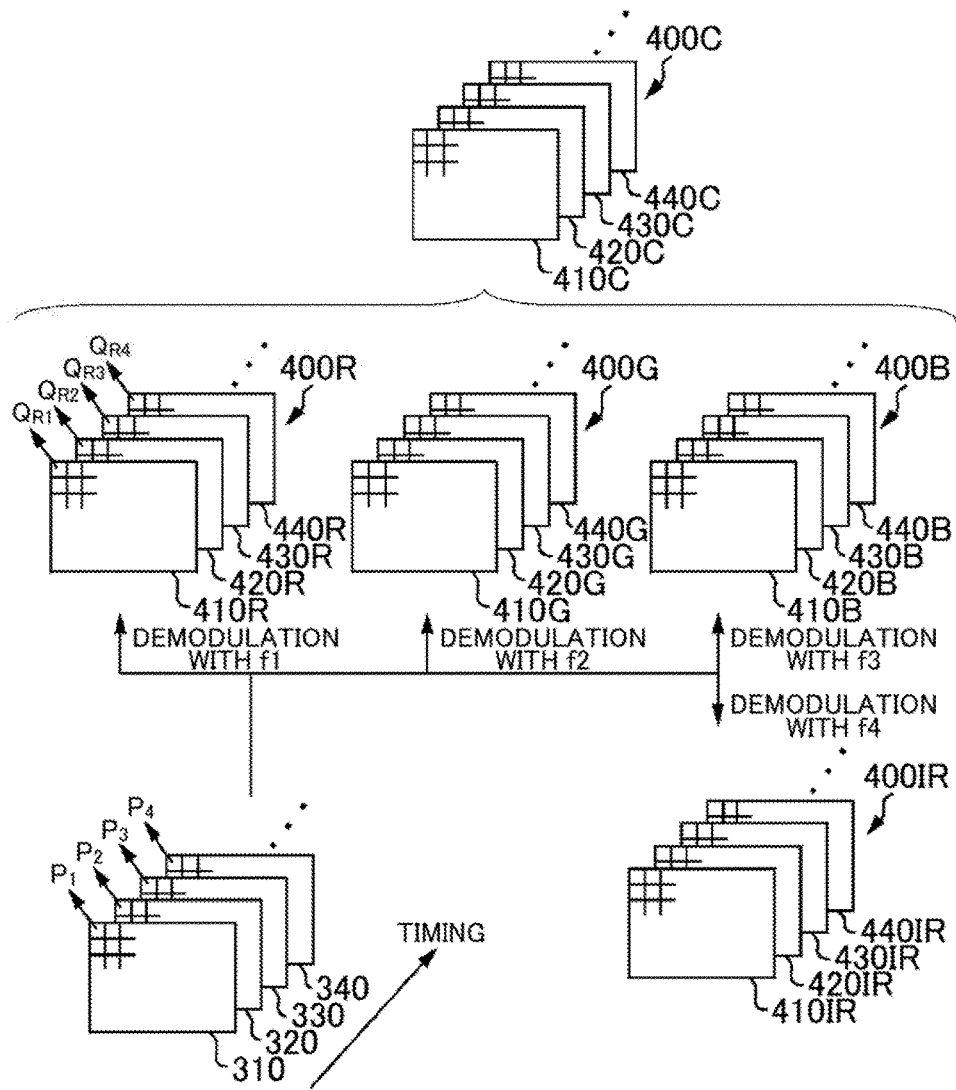 400C
440C
430C
420C
410C
QR4
QR3
QR2
QR1
400R
440R
430R
420R
410R
400G
440G
430G
420G
410G
400B
440B
430B
420B
410B
DEMODULATION
WITH f1
DEMODULATION
WITH f2
DEMODULATION
WITH f3
DEMODULATION
WITH f4
P4
P3
P2
P1
340
330
320
310
TIMING
400IR
440IR
430IR
420IR
410IR